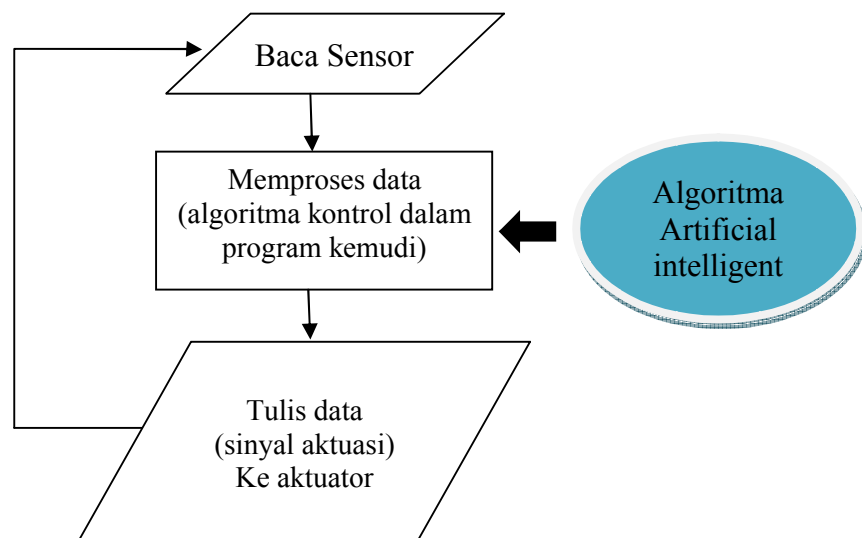 Baca Sensor
Memproses data
(algoritma kontrol dalam
program kemudi)
Algoritma
Artificial
intelligent
Tulis data
(sinyal aktuasi)
Ke aktuator